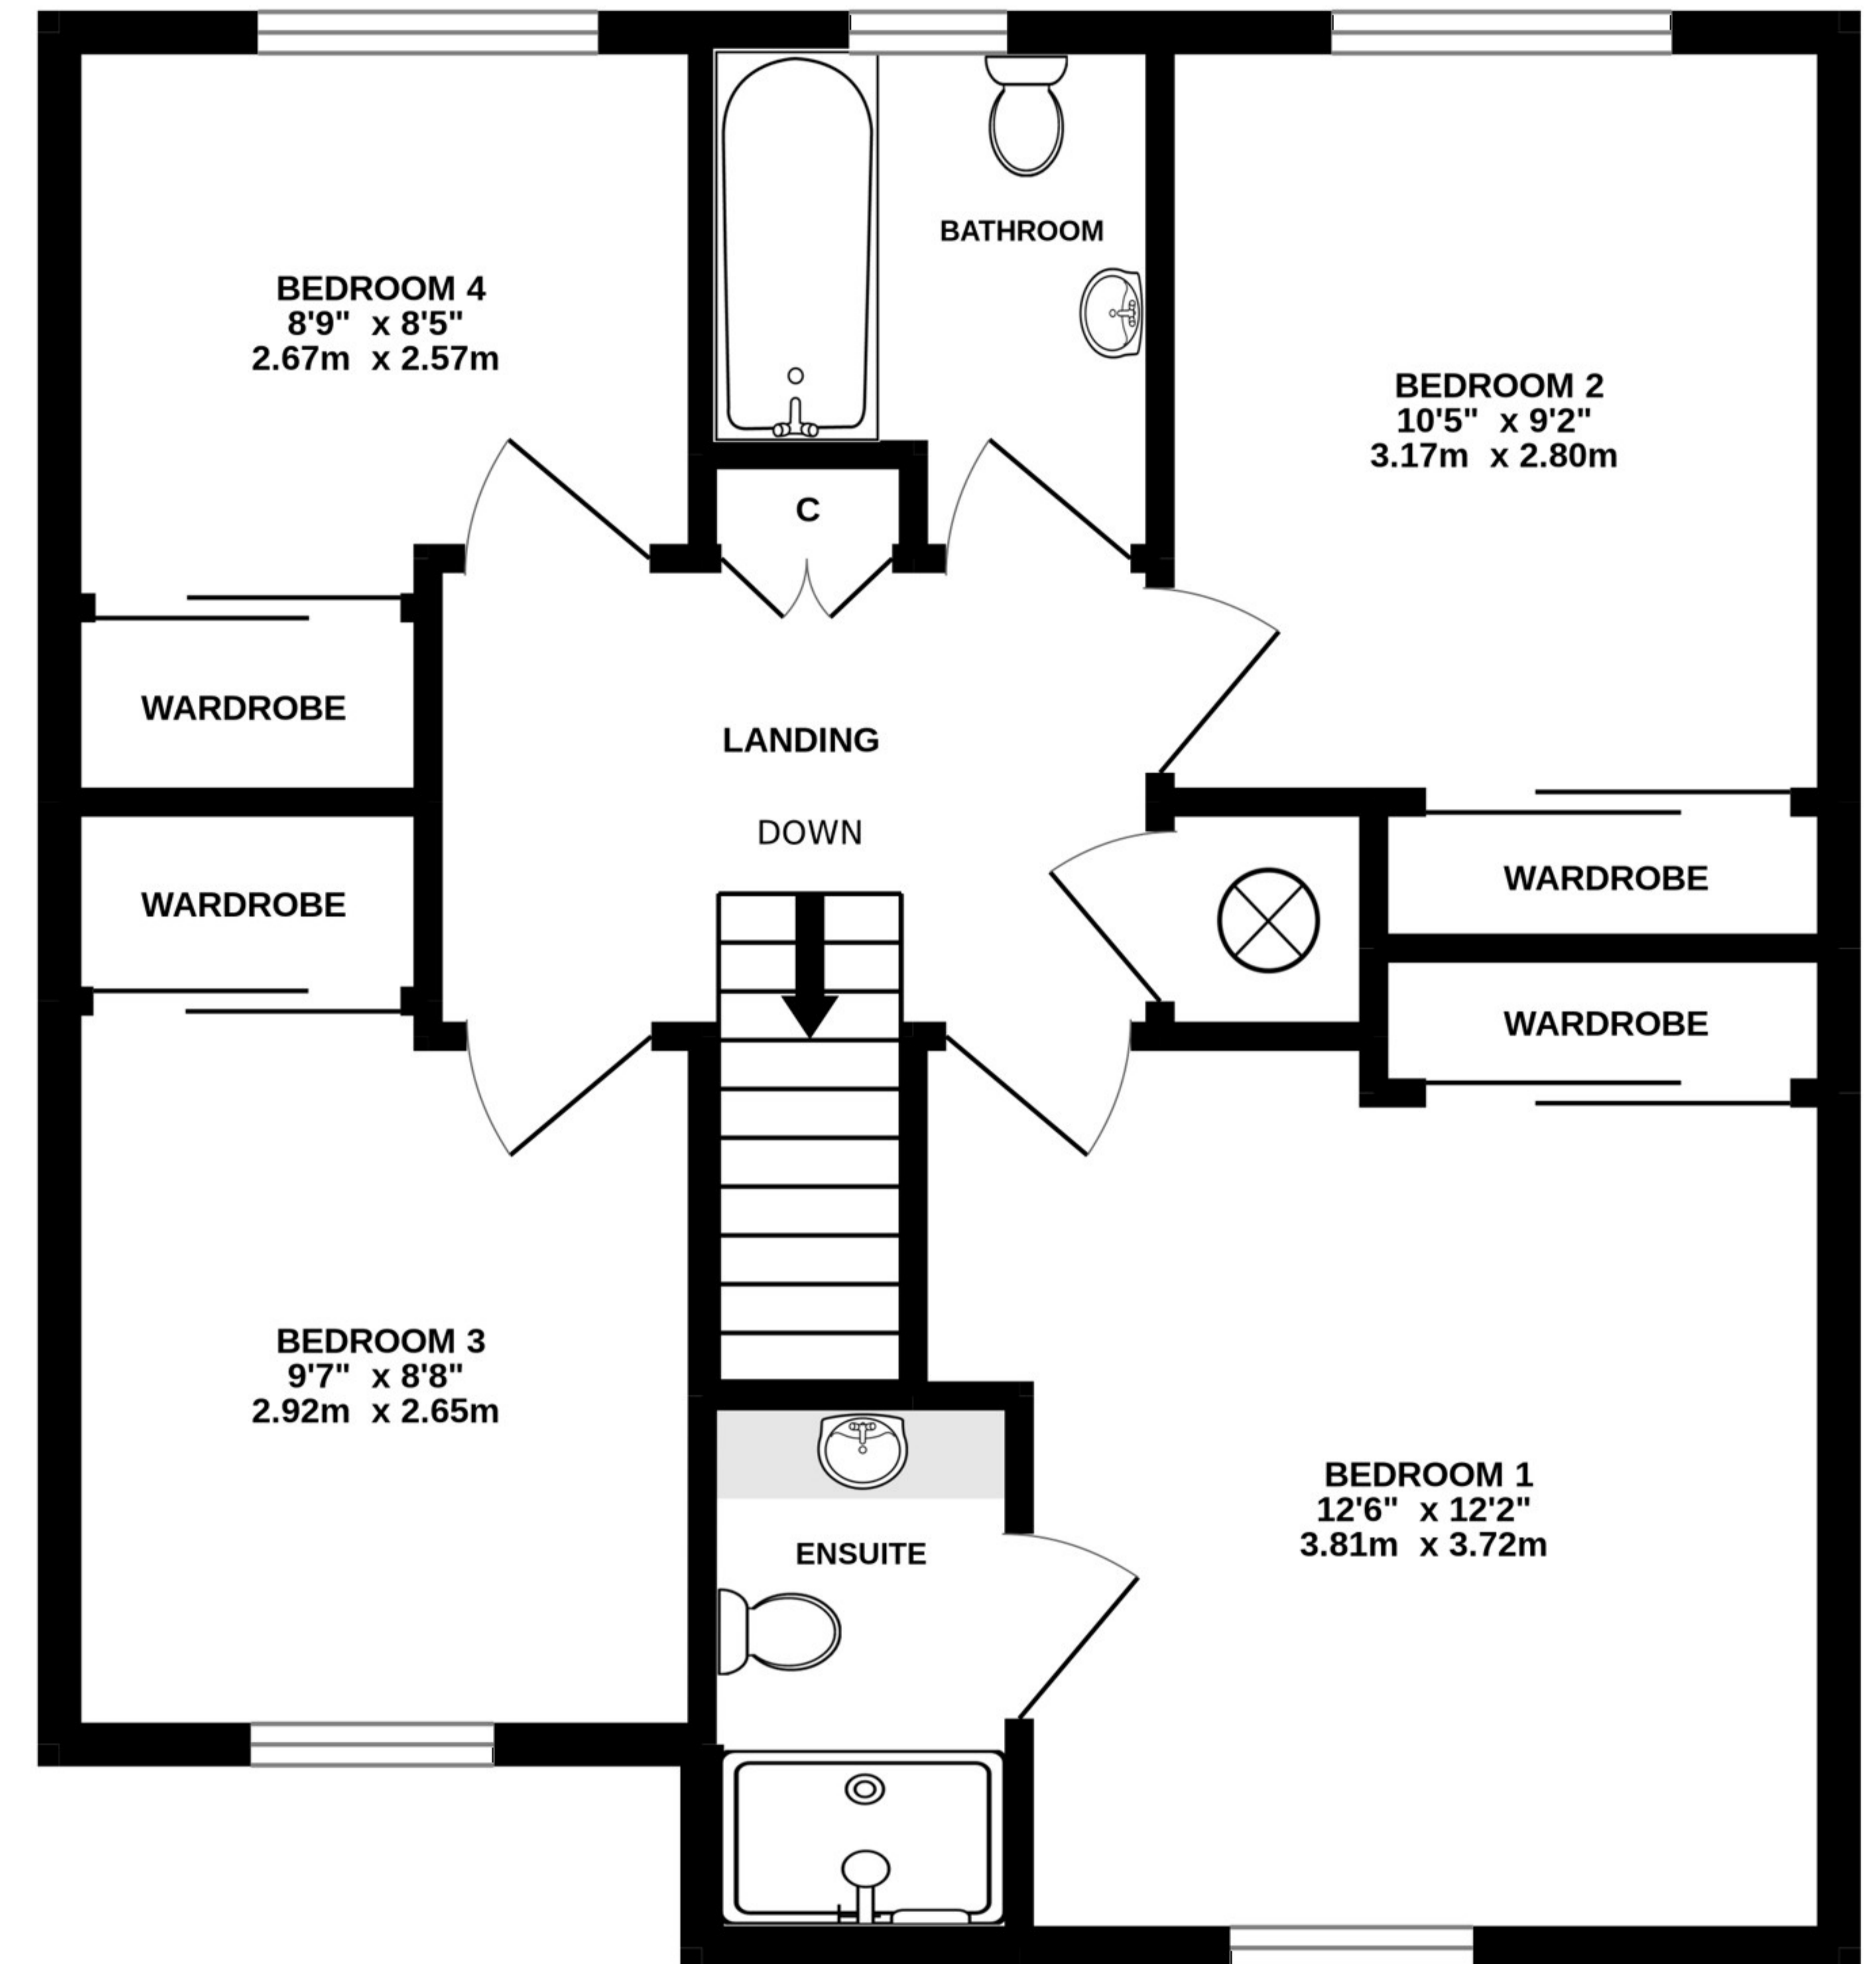 BATHROOM
BEDROOM 4
8'9" x 8'5"
2.67m x 2.57m
BEDROOM 2
10'5" x 9'2"
3.17m x 2.80m
C
WARDROBE
LANDING
DOWN
WARDROBE
WARDROBE
WARDROBE
BEDROOM 3
9'7" x 8'8"
2.92m x 2.65m
BEDROOM 1
12'6" x 12'2"
3.81m x 3.72m
ENSUITE